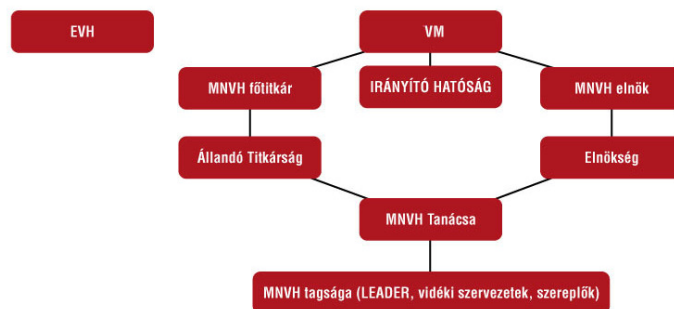 EVH
VM
MNVH főtitkár
IRÁNYÍTÓ HATÓSÁG
MNVH elnök
Állandó Titkárság
Elnökség
MNVH Tanácsa
MNVH tagsága (LEADER, vidéki szervezetek, szereplők)